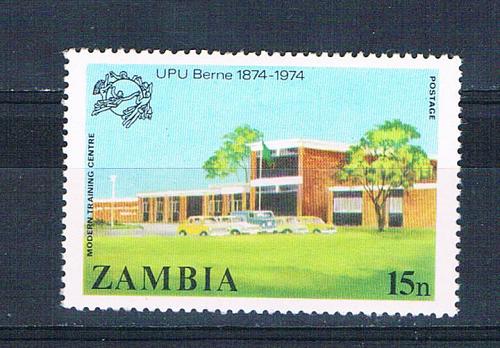 UPU Berne 1874-1974
POSTAGE
MODERN TRAINING CENTRE
ZAMBIA
15n